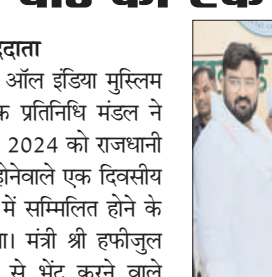 ऑल इंडिया मुस्लिम
प्रतिनिधि मंडल ने
2024 को राजधानी
होनेवाले एक दिवसीय
में सम्मिलित होने के
मंत्री श्री हफीजुल
से भेंट करने वाले